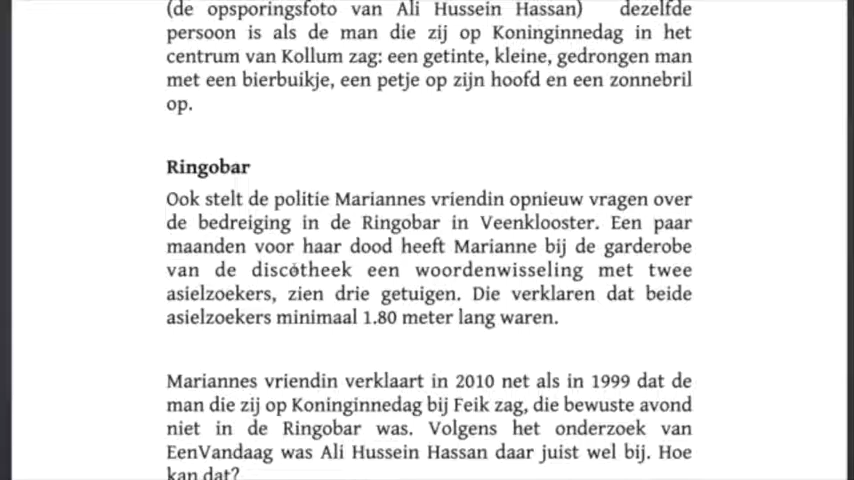 (de opsporingsfoto van Ali Hussein Hassan) dezelfde
persoon is als de man die zij op Koninginnedag in het
centrum van Kollum zag: een getinte, kleine, gedrongen man
met een bierbuikje, een petje op zijn hoofd en een zonnebril
op.
Ringobar
Ook stelt de politie Mariannes vriendin opnieuw vragen over
de bedreiging in de Ringobar in Veenklooster. Een paar
maanden voor haar dood heeft Marianne bij de garderobe
van de discotheek een woordenwisseling met twee
asielzoekers, zien drie getuigen. Die verklaren dat beide
asielzoekers minimaal 1.80 meter lang waren.
Mariannes vriendin verklaart in 2010 net als in 1999 dat de
man die zij op Koninginnedag bij Feik zag, die bewuste avond
niet in de Ringobar was. Volgens het onderzoek van
EenVandaag was Ali Hussein Hassan daar juist wel bij. Hoe
kan dat?